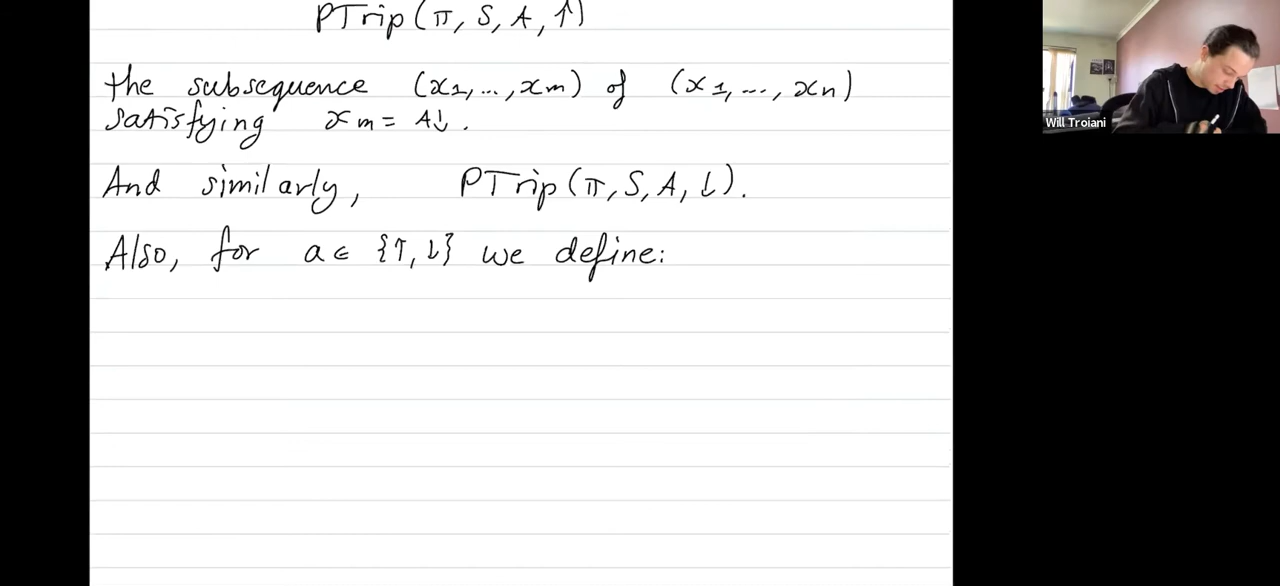 PTrip(π, S, A, ↑)
the subsequence (x1,...,xm) of (x1,...,xn)
satisfying xm = A↓.
And similarly, PTrip(π, S, A, ↓).
Also, for a ∈ {↑, ↓} we define:
Will Troiani